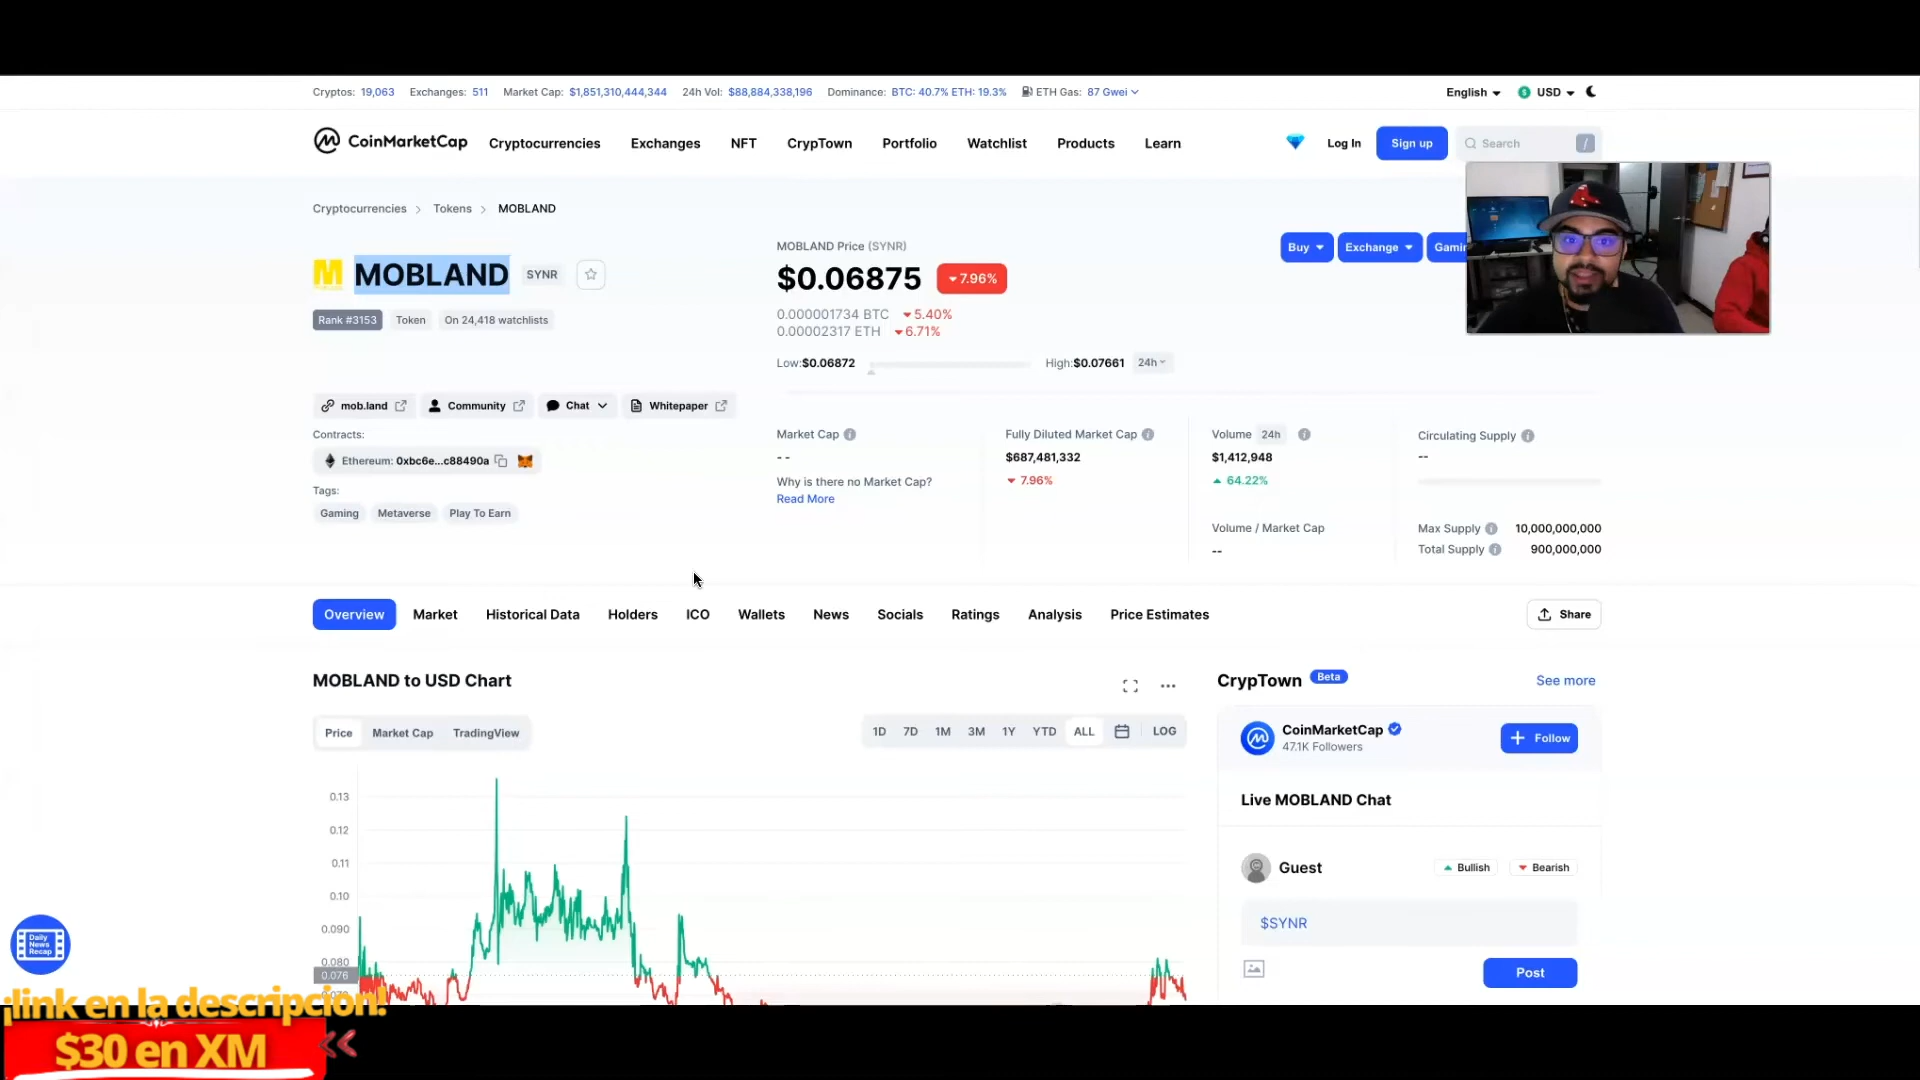 Cryptos: 19,063 Exchanges: 511 Market Cap: $1,851,310,444,344 24h Vol: $88,884,338,196 Dominance: BTC: 40.7% ETH: 19.3% ETH Gas: 87 Gwei English USD
CoinMarketCap Cryptocurrencies Exchanges NFT CrypTown Portfolio Watchlist Products Learn Log In Sign up Search /
Cryptocurrencies > Tokens > MOBLAND
MOBLAND SYNR
Rank #3153 Token On 24,418 watchlists
MOBLAND Price (SYNR)
$0.06875 7.96%
0.000001734 BTC 5.40%
0.00002317 ETH 6.71%
Low:$0.06872 High:$0.07661 24h
Buy Exchange Gamin
mob.land Community Chat Whitepaper
Contracts:
Ethereum: 0xbc6e...c88490a
Tags:
Gaming Metaverse Play To Earn
Market Cap
- -
Why is there no Market Cap?
Read More
Fully Diluted Market Cap
$687,481,332
7.96%
Volume 24h
$1,412,948
64.22%
Volume / Market Cap
--
Circulating Supply
--
Max Supply 10,000,000,000
Total Supply 900,000,000
Overview Market Historical Data Holders ICO Wallets News Socials Ratings Analysis Price Estimates Share
MOBLAND to USD Chart
Price Market Cap TradingView 1D 7D 1M 3M 1Y YTD ALL LOG
0.13
0.12
0.11
0.10
0.090
0.080
0.076
CrypTown Beta See more
CoinMarketCap
47.1K Followers
+ Follow
Live MOBLAND Chat
Guest Bullish Bearish
$SYNR
Post
Daily
News
Recap
¡link en la descripcion!
$30 en XM <<